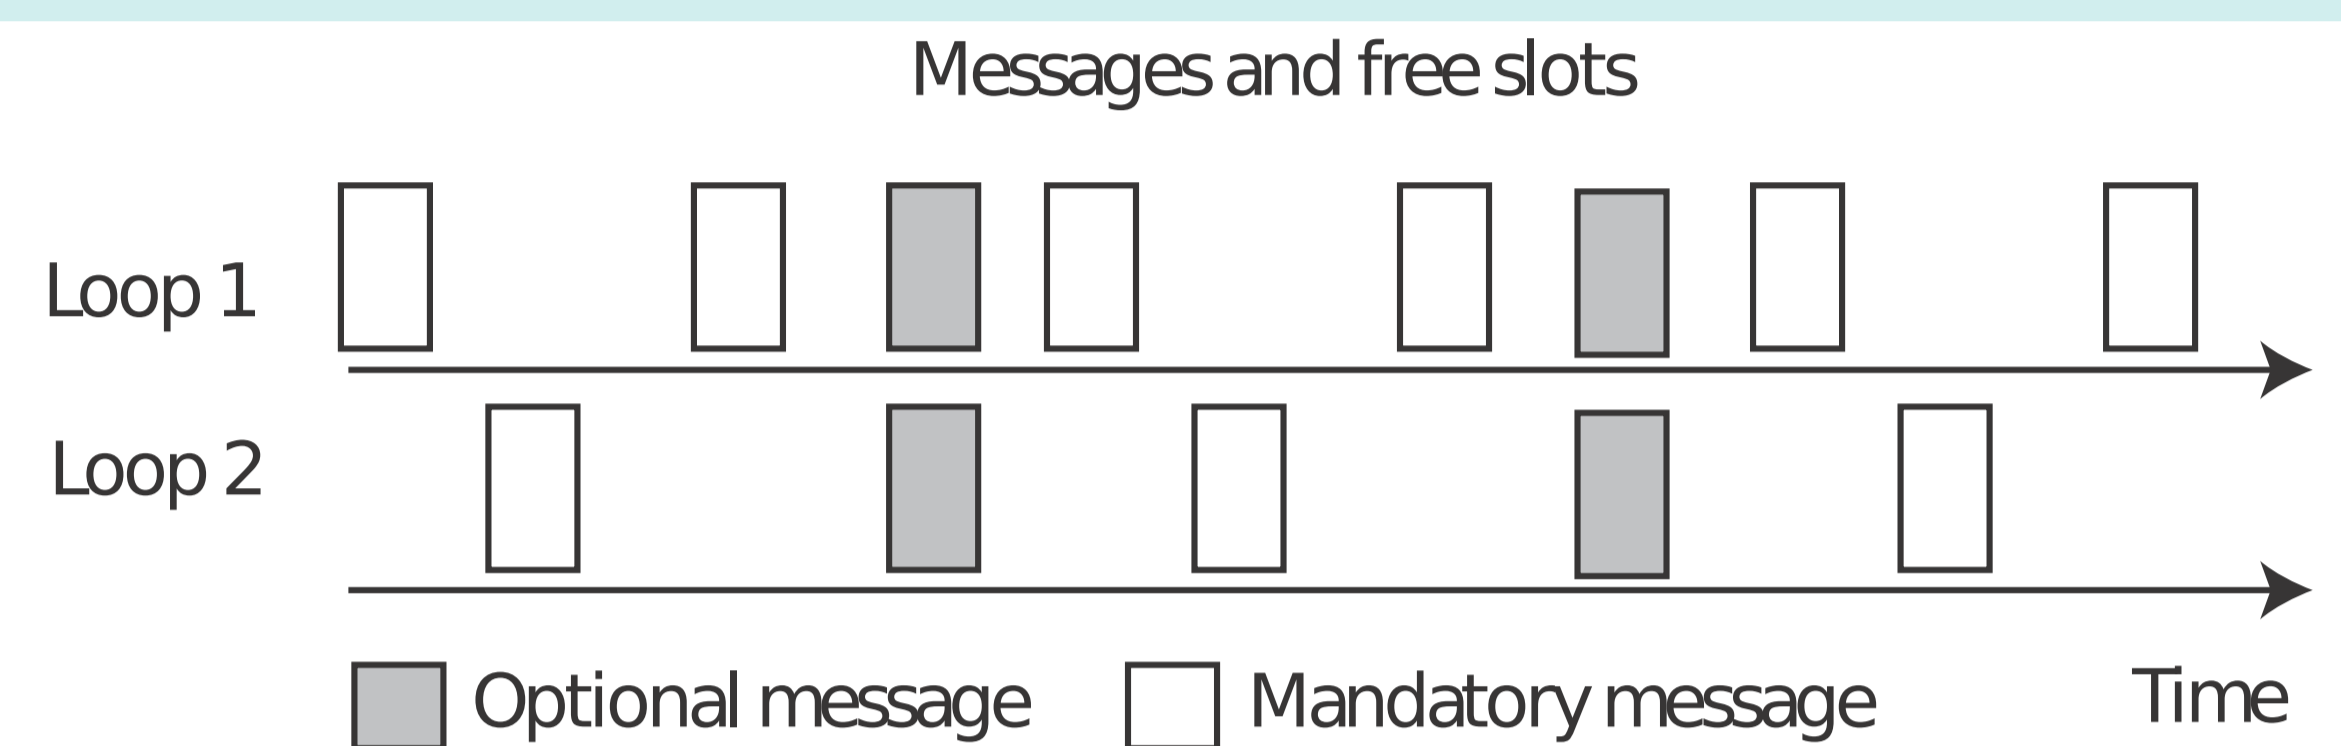 Messages and free slots
Loop 1
Loop 2
Optional message
Mandatory message
Time